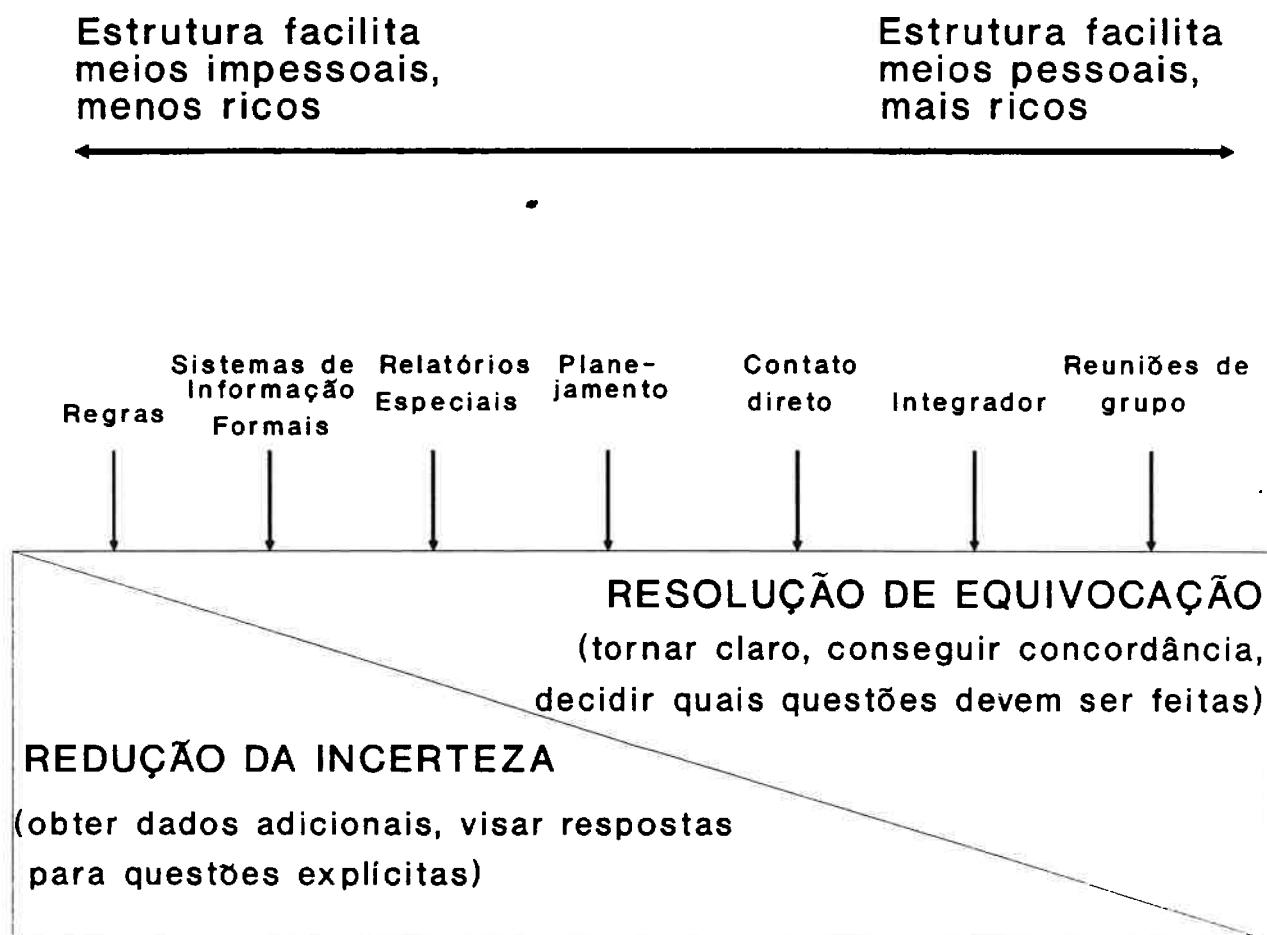 Estrutura facilita
meios impessoais,
menos ricos
Estrutura facilita
meios pessoais,
mais ricos
Regras
Sistemas de
Informação
Formais
Relatórios
Especiais
Plane-
jamento
Contato
direto
Integrador
Reuniões de
grupo
RESOLUÇÃO DE EQUIVOCAÇÃO
(tornar claro, conseguir concordância,
decidir quais questões devem ser feitas)
REDUÇÃO DA INCERTEZA
(obter dados adicionais, visar respostas
para questões explícitas)